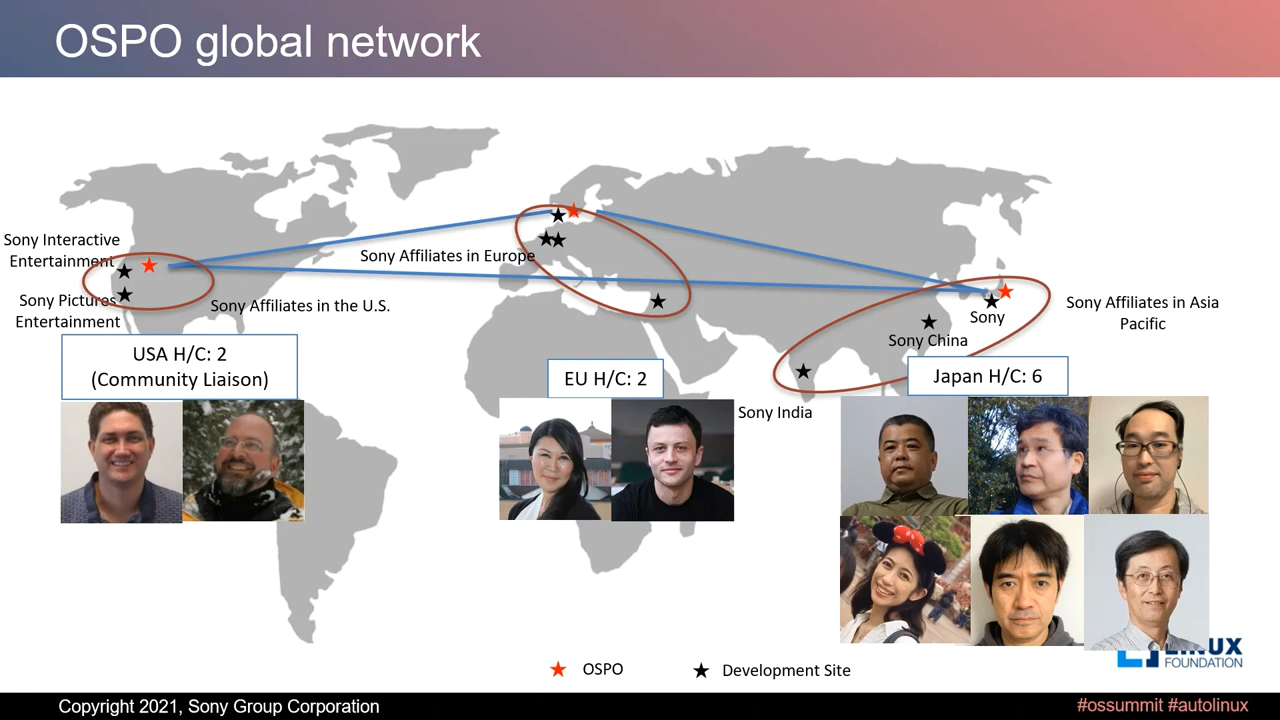 OSPO global network
Sony Interactive
Entertainment
Sony Affiliates in Europe
Sony Pictures
Entertainment
Sony Affiliates in the U.S.
Sony Affiliates in Asia
Pacific
Sony
Sony China
USA H/C: 2
(Community Liaison)
EU H/C: 2
Japan H/C: 6
Sony India
OSPO
Development Site
LINUX
FOUNDATION
Copyright 2021, Sony Group Corporation
#ossummit #autolinux